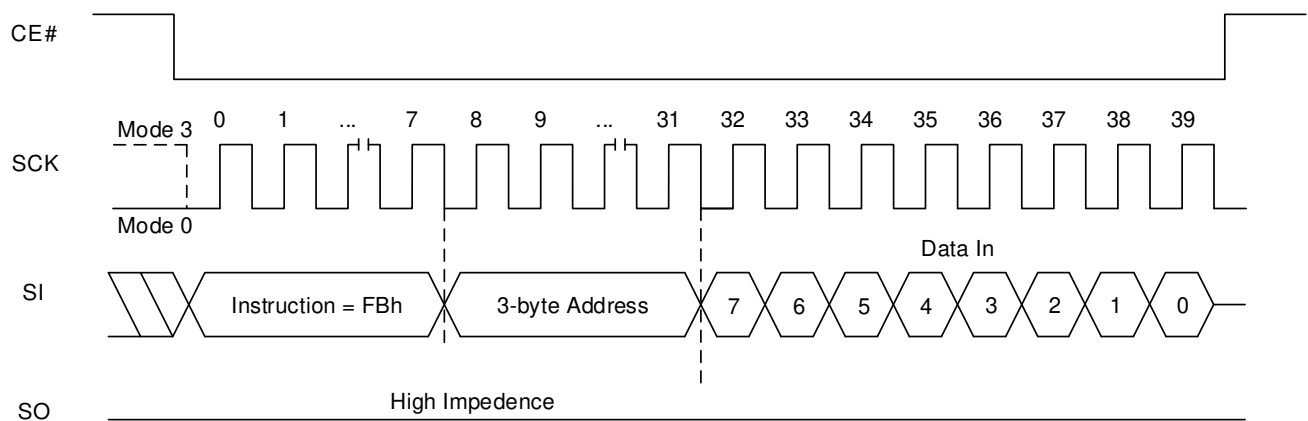 CE#
Mode 3
0 1 ... 7 8 9 ... 31 32 33 34 35 36 37 38 39
SCK
Mode 0
Data In
SI
Instruction = FBh 3-byte Address 7 6 5 4 3 2 1 0
High Impedence
SO